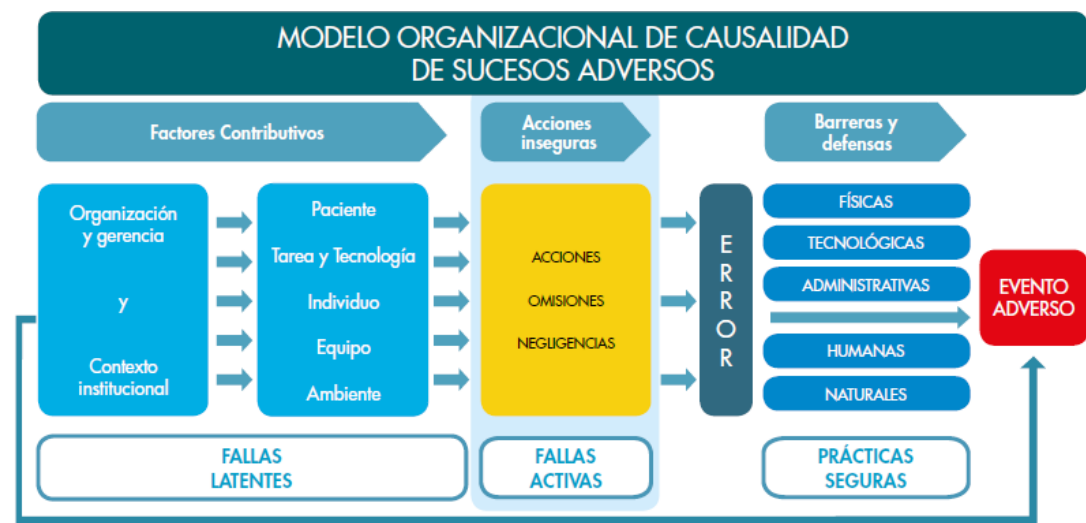 MODELO ORGANIZACIONAL DE CAUSALIDAD
DE SUCESOS ADVERSOS
Factores Contributivos
Acciones
inseguras
Barreras y
defensas
Organización
y gerencia
y
Contexto
institucional
Paciente
Tarea y Tecnología
Individuo
Equipo
Ambiente
ACCIONES
OMISIONES
NEGLIGENCIAS
ERROR
FÍSICAS
TECNOLÓGICAS
ADMINISTRATIVAS
HUMANAS
NATURALES
EVENTO
ADVERSO
FALLAS
LATENTES
FALLAS
ACTIVAS
PRÁCTICAS
SEGURAS